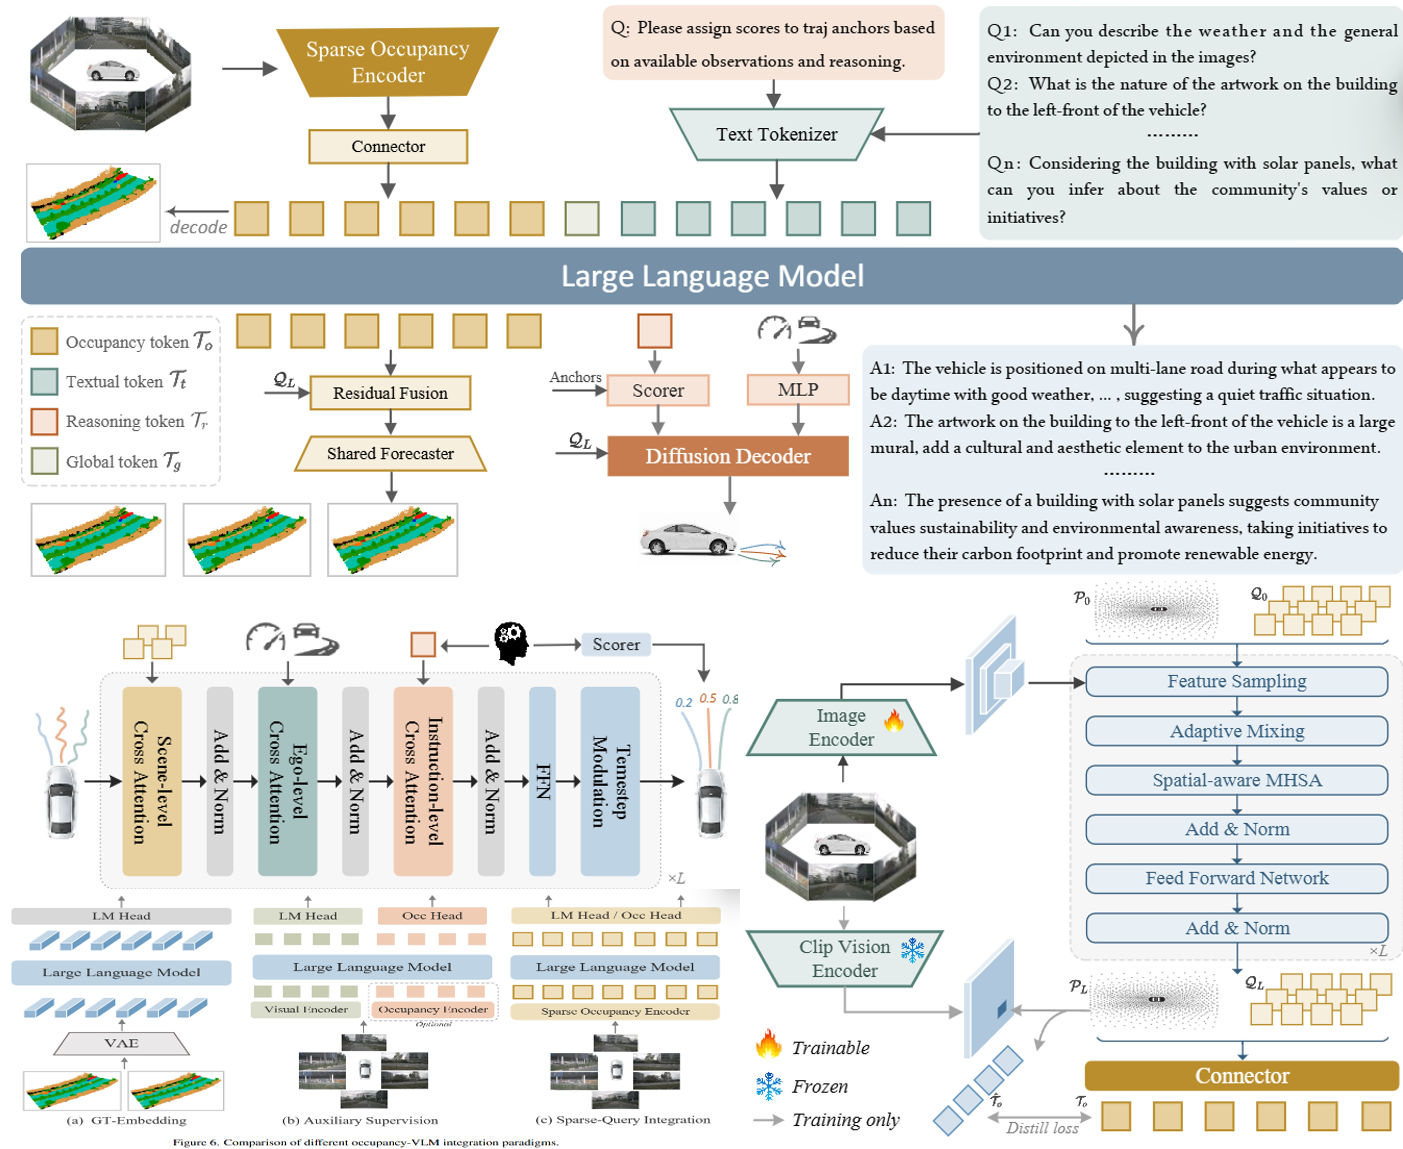 Sparse Occupancy
Encoder
Connector
decode
Q: Please assign scores to traj anchors based
on available observations and reasoning.
Text Tokenizer
Q1: Can you describe the weather and the general
environment depicted in the images?
Q2: What is the nature of the artwork on the building
to the left-front of the vehicle?
.........
Qn: Considering the building with solar panels, what
can you infer about the community's values or
initiatives?
Large Language Model
Occupancy token 𝒯o
Textual token 𝒯t
Reasoning token 𝒯r
Global token 𝒯g
𝒬L
Residual Fusion
Shared Forecaster
Anchors
Scorer
MLP
𝒬L
Diffusion Decoder
A1: The vehicle is positioned on multi-lane road during what appears to
be daytime with good weather, ... , suggesting a quiet traffic situation.
A2: The artwork on the building to the left-front of the vehicle is a large
mural, add a cultural and aesthetic element to the urban environment.
.........
An: The presence of a building with solar panels suggests community
values sustainability and environmental awareness, taking initiatives to
reduce their carbon footprint and promote renewable energy.
Scorer
Scene-level
Cross Attention
Add & Norm
Ego-level
Cross Attention
Add & Norm
Instruction-level
Cross Attention
Add & Norm
FFN
Temestep
Modulation
0.2
0.5
0.8
×L
LM Head
Large Language Model
VAE
(a) GT-Embedding
LM Head
Occ Head
Large Language Model
Visual Encoder
Occupancy Encoder
Optional
(b) Auxiliary Supervision
LM Head / Occ Head
Large Language Model
Sparse Occupancy Encoder
(c) Sparse-Query Integration
Figure 6. Comparison of different occupancy-VLM integration paradigms.
Image
Encoder
Clip Vision
Encoder
Trainable
Frozen
Training only
𝒫0
𝒬0
Feature Sampling
Adaptive Mixing
Spatial-aware MHSA
Add & Norm
Feed Forward Network
Add & Norm
×L
𝒫L
𝒬L
Connector
𝒯̂o
𝒯o
Distill loss